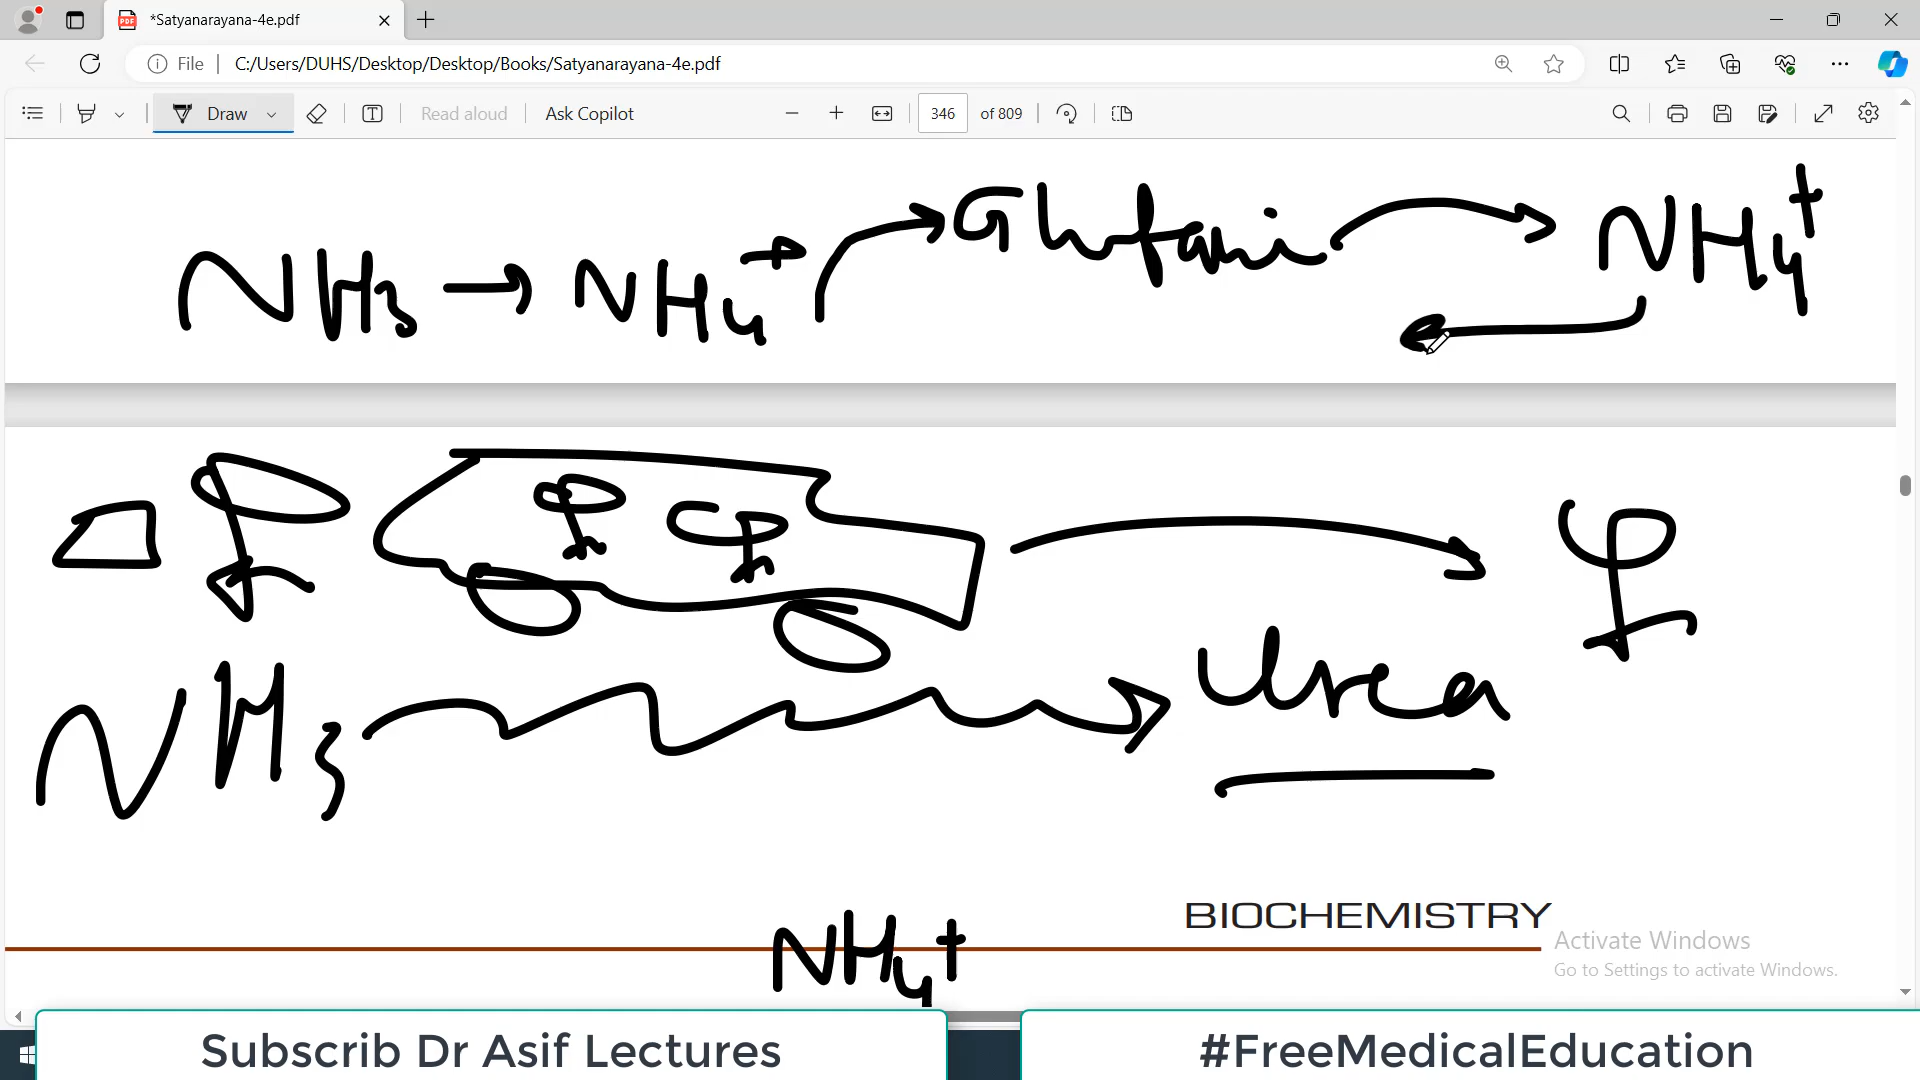 *Satyanarayana-4e.pdf
File C:/Users/DUHS/Desktop/Desktop/Books/Satyanarayana-4e.pdf
Draw Read aloud Ask Copilot 346 of 809
NH3 → NH4+ → Glutami → NH4+
NH3 → Urea
BIOCHEMISTRY
NH4+
Activate Windows
Go to Settings to activate Windows.
Subscrib Dr Asif Lectures
#FreeMedicalEducation